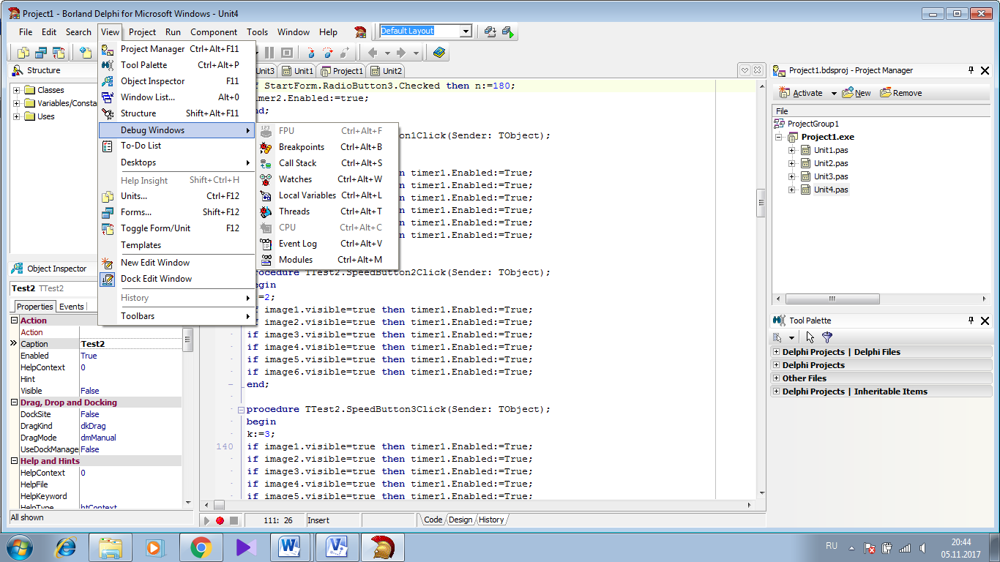 Project1 - Borland Delphi for Microsoft Windows - Unit4
File Edit Search View Project Run Component Tools Window Help Default Layout
Structure
Classes
Variables/Consta
Uses
Project Manager Ctrl+Alt+F11
Tool Palette Ctrl+Alt+P
Object Inspector F11
Window List... Alt+0
Structure Shift+Alt+F11
Debug Windows
To-Do List
Desktops
Help Insight Shift+Ctrl+H
Units... Ctrl+F12
Forms... Shift+F12
Toggle Form/Unit F12
Templates
New Edit Window
Dock Edit Window
History
Toolbars
FPU Ctrl+Alt+F
Breakpoints Ctrl+Alt+B
Call Stack Ctrl+Alt+S
Watches Ctrl+Alt+W
Local Variables Ctrl+Alt+L
Threads Ctrl+Alt+T
CPU Ctrl+Alt+C
Event Log Ctrl+Alt+V
Modules Ctrl+Alt+M
Object Inspector
Test2 TTest2
Properties Events
Action
Action
Caption Test2
Enabled True
HelpContext 0
Hint
Visible False
Drag, Drop and Docking
DockSite False
DragKind dkDrag
DragMode dmManual
UseDockManage False
Help and Hints
HelpContext 0
HelpFile
HelpKeyword
HelpType htContext
All shown
Unit3 Unit1 Project1 Unit2
f StartForm.RadioButton3.Checked then n:=180;
imer2.Enabled:=true;
nd;
on1Click(Sender: TObject);
n timer1.Enabled:=True;
n timer1.Enabled:=True;
n timer1.Enabled:=True;
n timer1.Enabled:=True;
n timer1.Enabled:=True;
n timer1.Enabled:=True;
procedure TTest2.SpeedButton2Click(Sender: TObject);
egin
:=2;
f image1.visible=true then timer1.Enabled:=True;
f image2.visible=true then timer1.Enabled:=True;
if image3.visible=true then timer1.Enabled:=True;
if image4.visible=true then timer1.Enabled:=True;
if image5.visible=true then timer1.Enabled:=True;
if image6.visible=true then timer1.Enabled:=True;
end;
procedure TTest2.SpeedButton3Click(Sender: TObject);
begin
k:=3;
140 if image1.visible=true then timer1.Enabled:=True;
if image2.visible=true then timer1.Enabled:=True;
if image3.visible=true then timer1.Enabled:=True;
if image4.visible=true then timer1.Enabled:=True;
if image5.visible=true then timer1.Enabled:=True;
111: 26 Insert Code Design History
Project1.bdsproj - Project Manager
Activate New Remove
File
ProjectGroup1
Project1.exe
Unit1.pas
Unit2.pas
Unit3.pas
Unit4.pas
Tool Palette
Delphi Projects | Delphi Files
Delphi Projects
Other Files
Delphi Projects | Inheritable Items
RU
20:44
05.11.2017